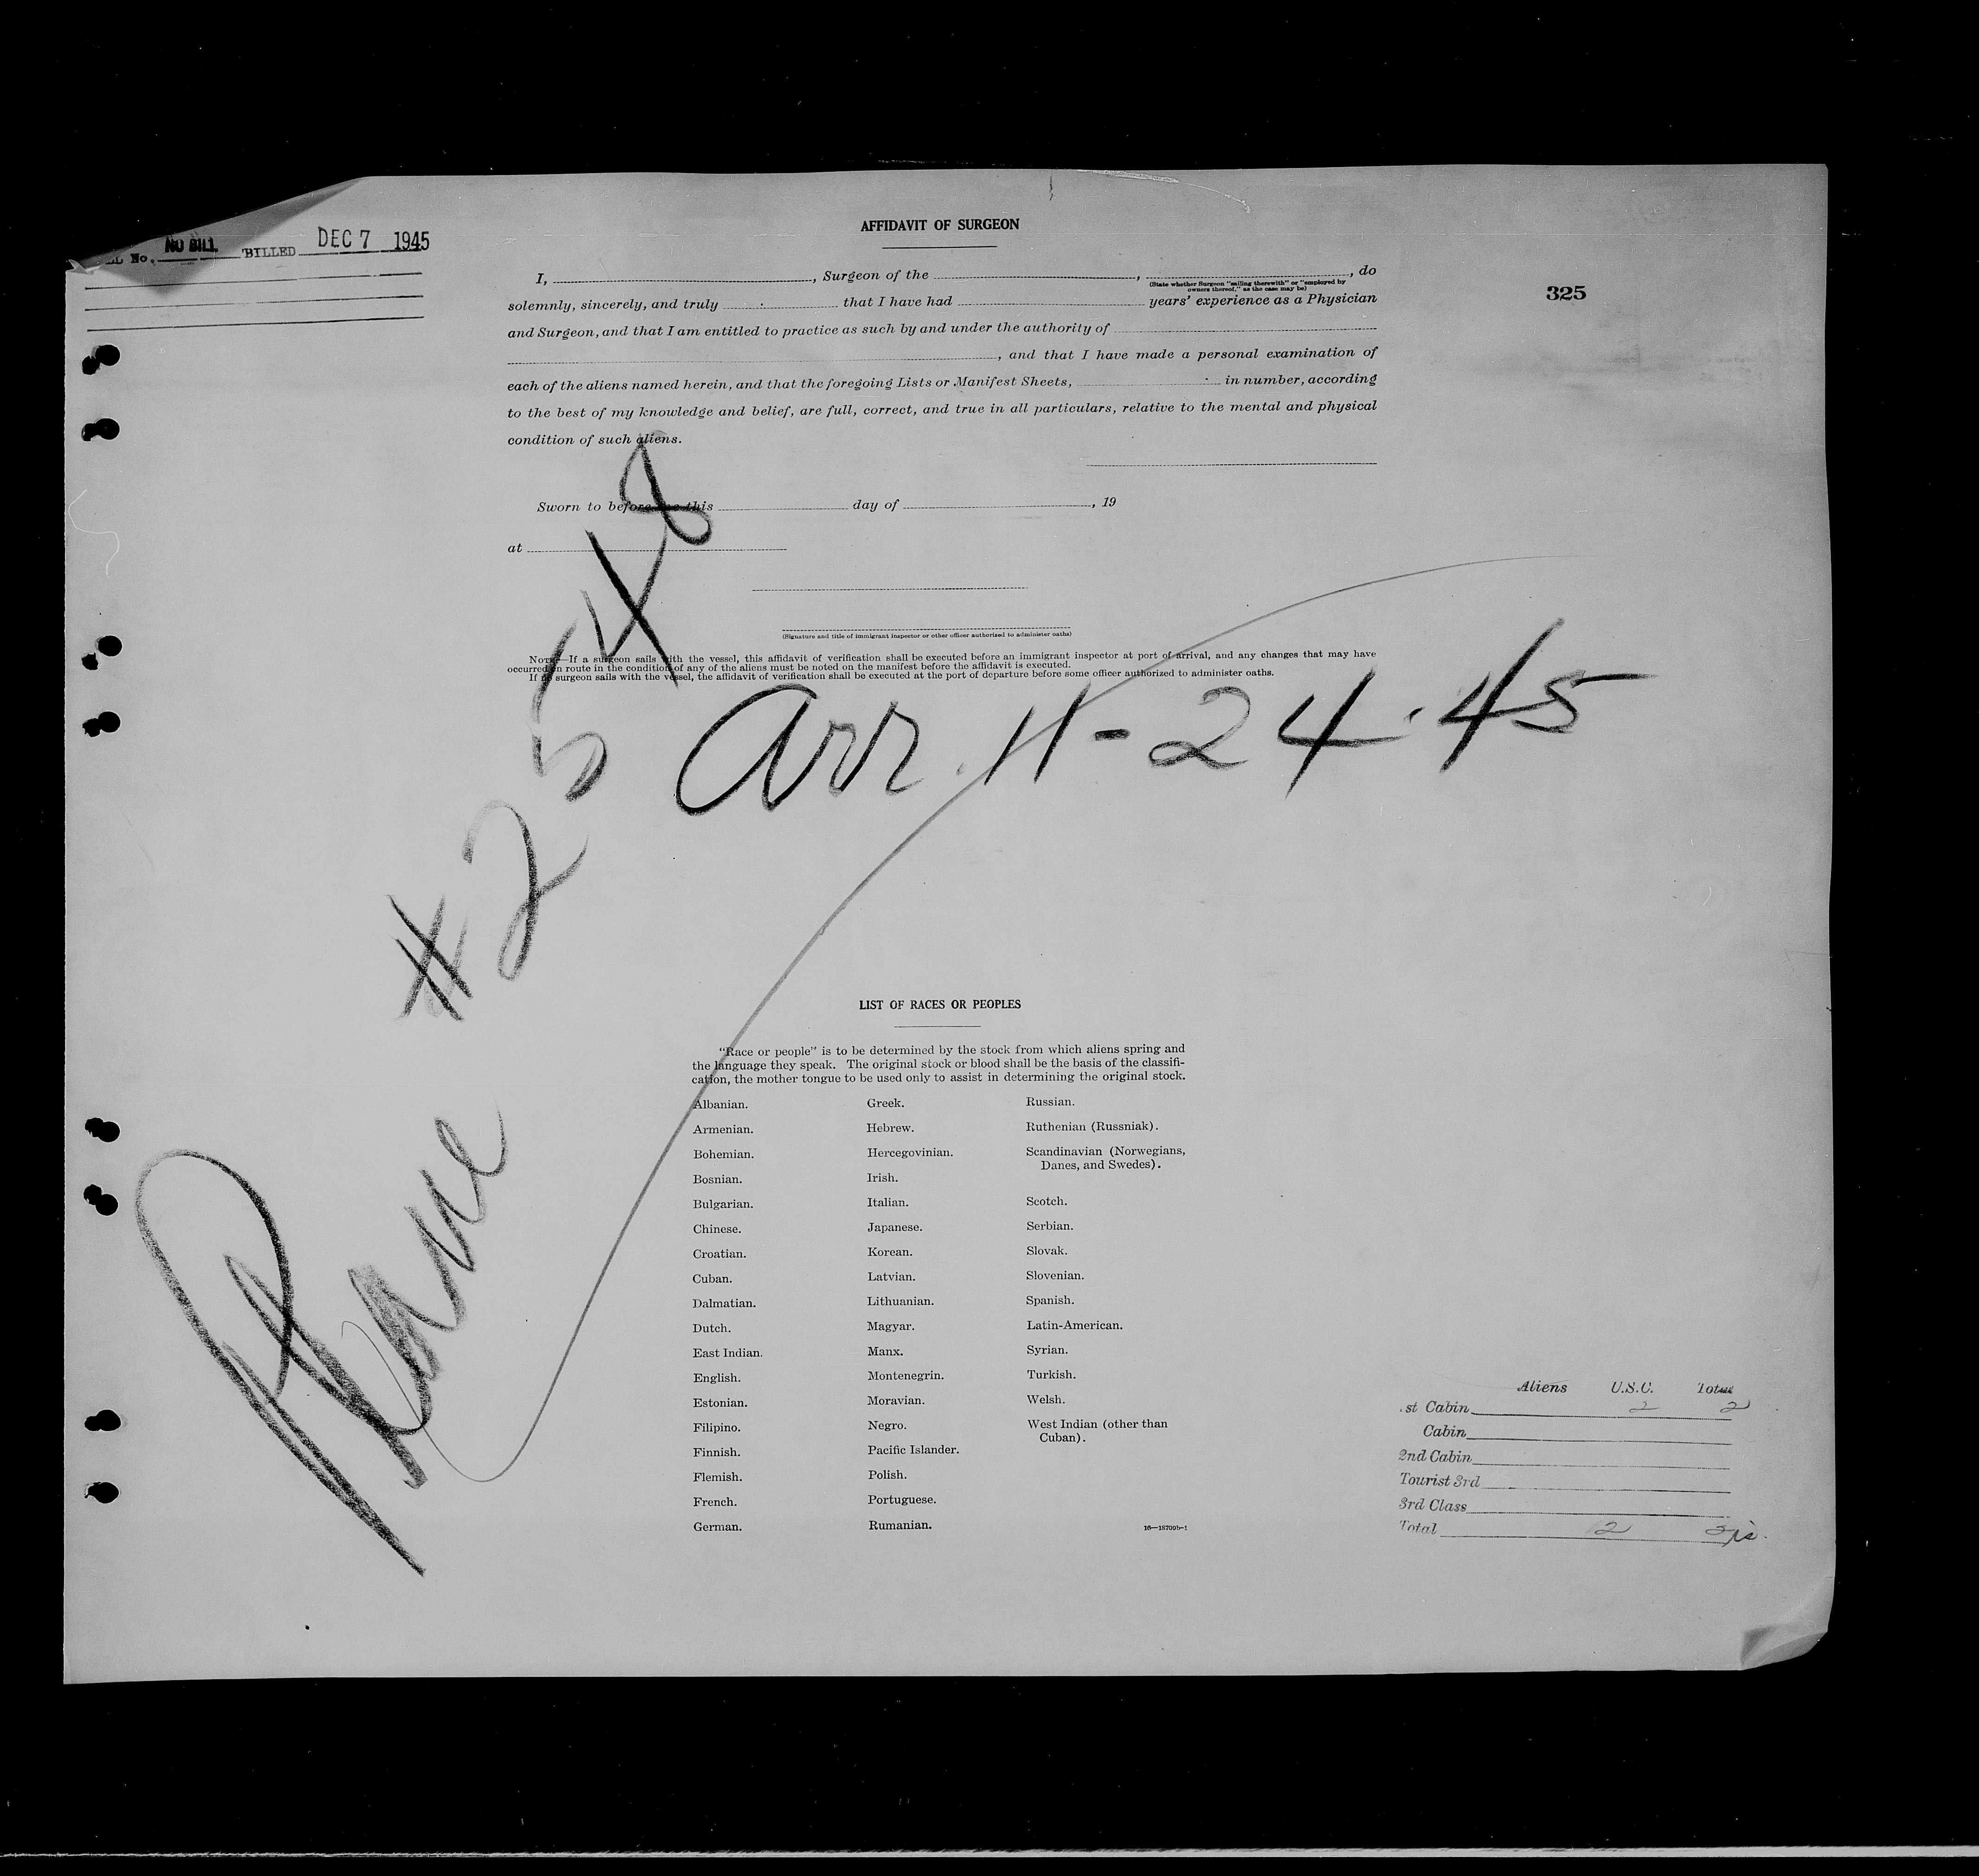 No. NO BILL BILLED DEC 7 1945
325
AFFIDAVIT OF SURGEON
I, , Surgeon of the , , do
(State whether Surgeon "sailing therewith" or "employed by
owners thereof," as the case may be)
solemnly, sincerely, and truly that I have had years' experience as a Physician
and Surgeon, and that I am entitled to practice as such by and under the authority of
, and that I have made a personal examination of
each of the aliens named herein, and that the foregoing Lists or Manifest Sheets, in number, according
to the best of my knowledge and belief, are full, correct, and true in all particulars, relative to the mental and physical
condition of such aliens.
Sworn to before me this day of , 19
at
(Signature and title of immigrant inspector or other officer authorized to administer oaths)
NOTE.—If a surgeon sails with the vessel, this affidavit of verification shall be executed before an immigrant inspector at port of arrival, and any changes that may have
occurred en route in the condition of any of the aliens must be noted on the manifest before the affidavit is executed.
If no surgeon sails with the vessel, the affidavit of verification shall be executed at the port of departure before some officer authorized to administer oaths.
Plane #2548
Arr. 11-24-45
LIST OF RACES OR PEOPLES
"Race or people" is to be determined by the stock from which aliens spring and
the language they speak. The original stock or blood shall be the basis of the classifi-
cation, the mother tongue to be used only to assist in determining the original stock.
Albanian.
Armenian.
Bohemian.
Bosnian.
Bulgarian.
Chinese.
Croatian.
Cuban.
Dalmatian.
Dutch.
East Indian.
English.
Estonian.
Filipino.
Finnish.
Flemish.
French.
German.
Greek.
Hebrew.
Hercegovinian.
Irish.
Italian.
Japanese.
Korean.
Latvian.
Lithuanian.
Magyar.
Manx.
Montenegrin.
Moravian.
Negro.
Pacific Islander.
Polish.
Portuguese.
Rumanian.
Russian.
Ruthenian (Russniak).
Scandinavian (Norwegians,
Danes, and Swedes).
Scotch.
Serbian.
Slovak.
Slovenian.
Spanish.
Latin-American.
Syrian.
Turkish.
Welsh.
West Indian (other than
Cuban).
16—18709b-1
Aliens U.S.C. Total
st Cabin 2 2
Cabin
2nd Cabin
Tourist 3rd
3rd Class
Total 2